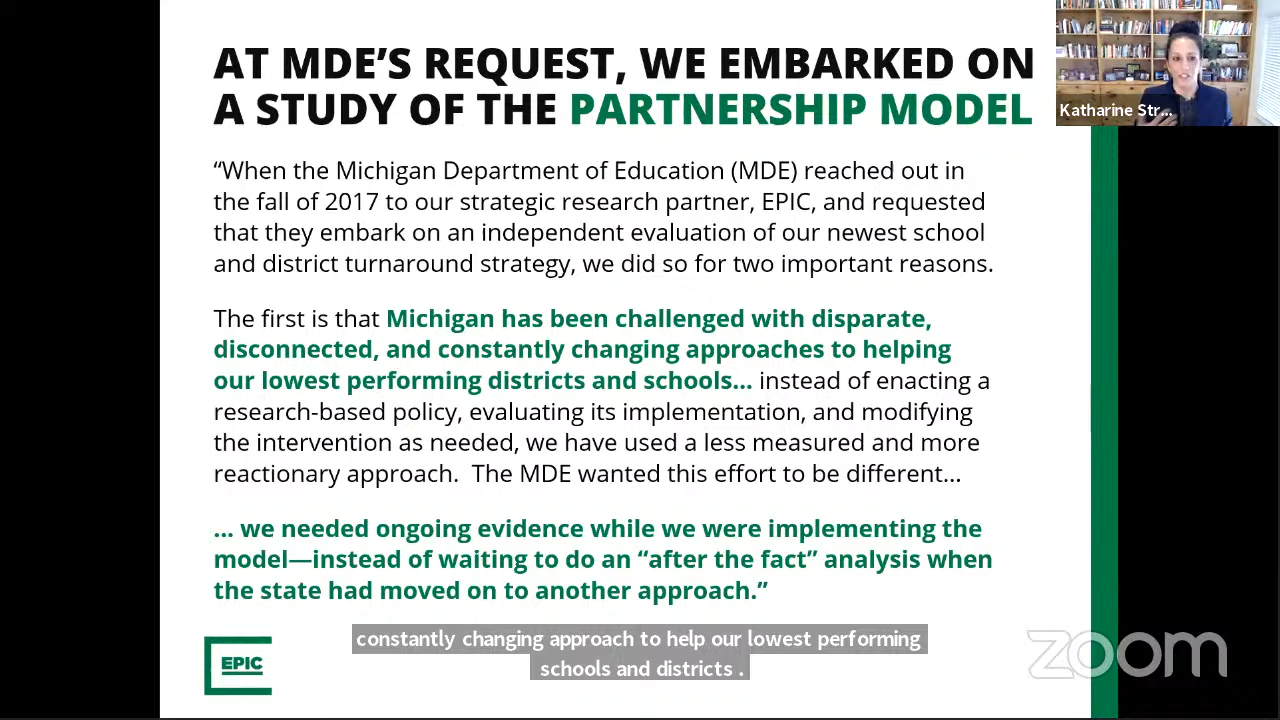 AT MDE'S REQUEST, WE EMBARKED ON
A STUDY OF THE PARTNERSHIP MODEL
Katharine Str...
“When the Michigan Department of Education (MDE) reached out in
the fall of 2017 to our strategic research partner, EPIC, and requested
that they embark on an independent evaluation of our newest school
and district turnaround strategy, we did so for two important reasons.
The first is that Michigan has been challenged with disparate,
disconnected, and constantly changing approaches to helping
our lowest performing districts and schools... instead of enacting a
research-based policy, evaluating its implementation, and modifying
the intervention as needed, we have used a less measured and more
reactionary approach.  The MDE wanted this effort to be different...
... we needed ongoing evidence while we were implementing the
model—instead of waiting to do an “after the fact” analysis when
the state had moved on to another approach.”
constantly changing approach to help our lowest performing
schools and districts .
EPIC
zoom